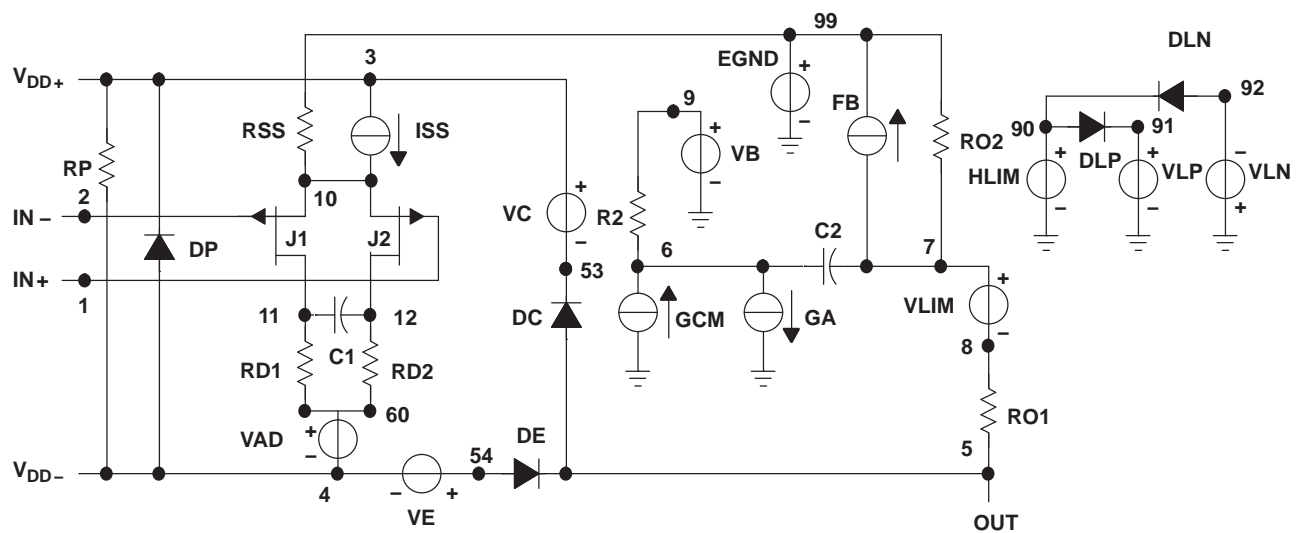 99
DLN
3
V_DD+
EGND +
92
FB
9
RSS
ISS
+
VB
−
90
91
RO2
RP
DLP
HLIM + −
+ VLP −
− VLN +
2
10
IN −
VC + −
R2
C2
J1 J2
DP
6
7
IN +
53
1
VLIM + −
11
12
DC
GCM
GA
C1
8
RD1
RD2
60
RO1
VAD + −
DE
5
54
V_DD−
4
− +
VE
OUT